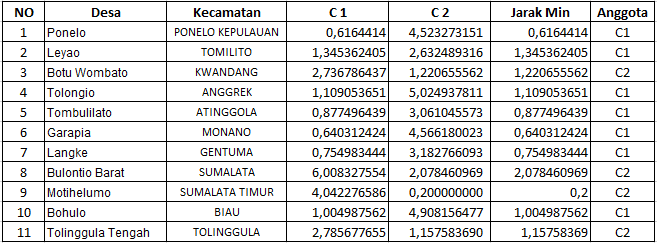 NO Desa Kecamatan C 1 C 2 Jarak Min Anggota
1 Ponelo PONELO KEPULAUAN 0,6164414 4,523273151 0,6164414 C1
2 Leyao TOMILITO 1,345362405 2,632489316 1,345362405 C1
3 Botu Wombato KWANDANG 2,736786437 1,220655562 1,220655562 C2
4 Tolongio ANGGREK 1,109053651 5,024937811 1,109053651 C1
5 Tombulilato ATINGGOLA 0,877496439 3,061045573 0,877496439 C1
6 Garapia MONANO 0,640312424 4,566180023 0,640312424 C1
7 Langke GENTUMA 0,754983444 3,182766093 0,754983444 C1
8 Bulontio Barat SUMALATA 6,008327554 2,078460969 2,078460969 C2
9 Motihelumo SUMALATA TIMUR 4,042276586 0,200000000 0,2 C2
10 Bohulo BIAU 1,004987562 4,908156477 1,004987562 C1
11 Tolinggula Tengah TOLINGGULA 2,785677655 1,157583690 1,15758369 C2